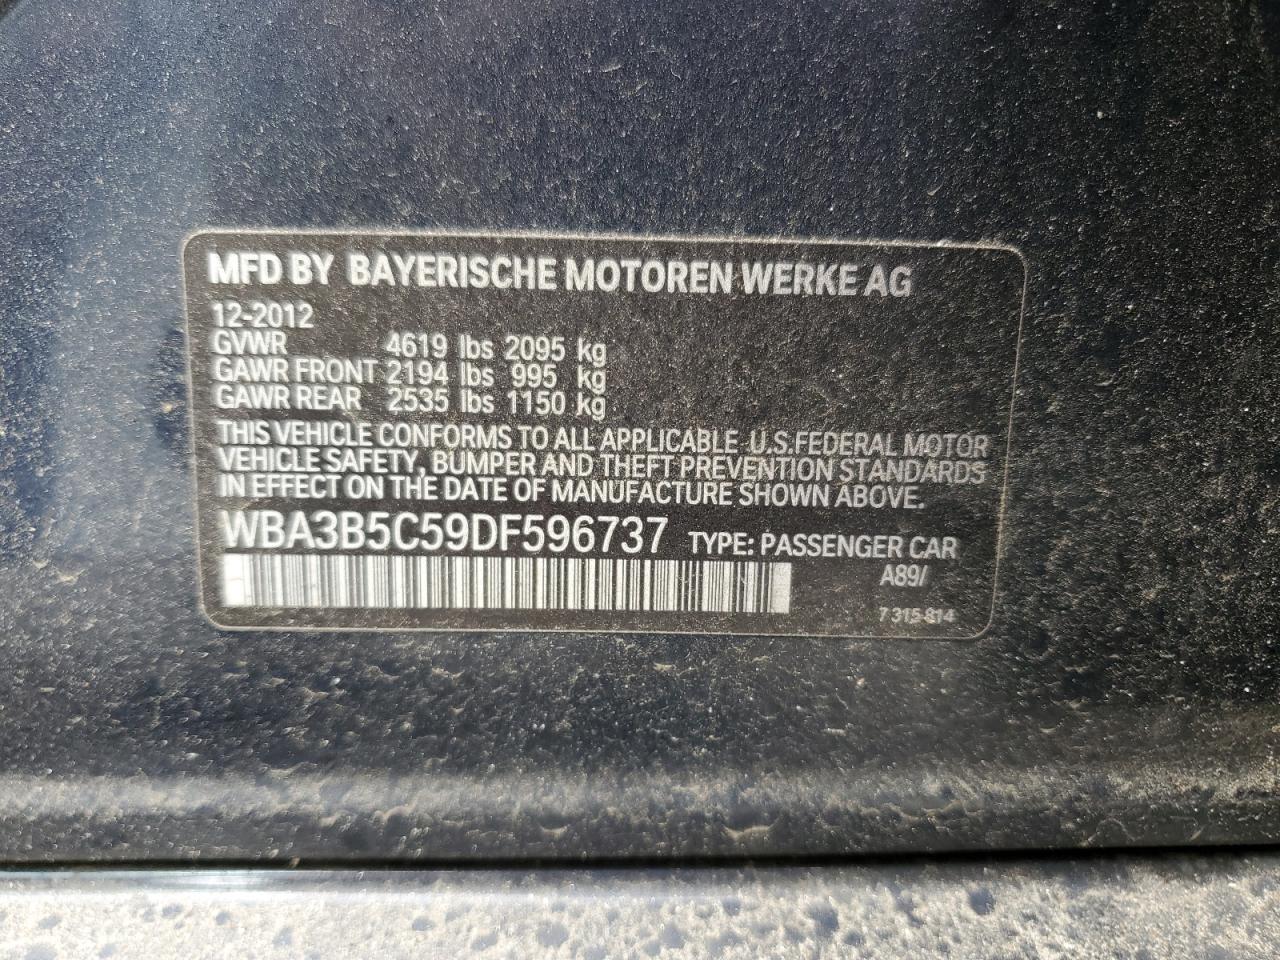 MFD BY BAYERISCHE MOTOREN WERKE AG
12-2012
GVWR 4619 lbs 2095 kg
GAWR FRONT 2194 lbs 995 kg
GAWR REAR 2535 lbs 1150 kg
THIS VEHICLE CONFORMS TO ALL APPLICABLE U.S.FEDERAL MOTOR
VEHICLE SAFETY, BUMPER AND THEFT PREVENTION STANDARDS
IN EFFECT ON THE DATE OF MANUFACTURE SHOWN ABOVE.
WBA3B5C59DF596737 TYPE: PASSENGER CAR
A89/
7 315-814